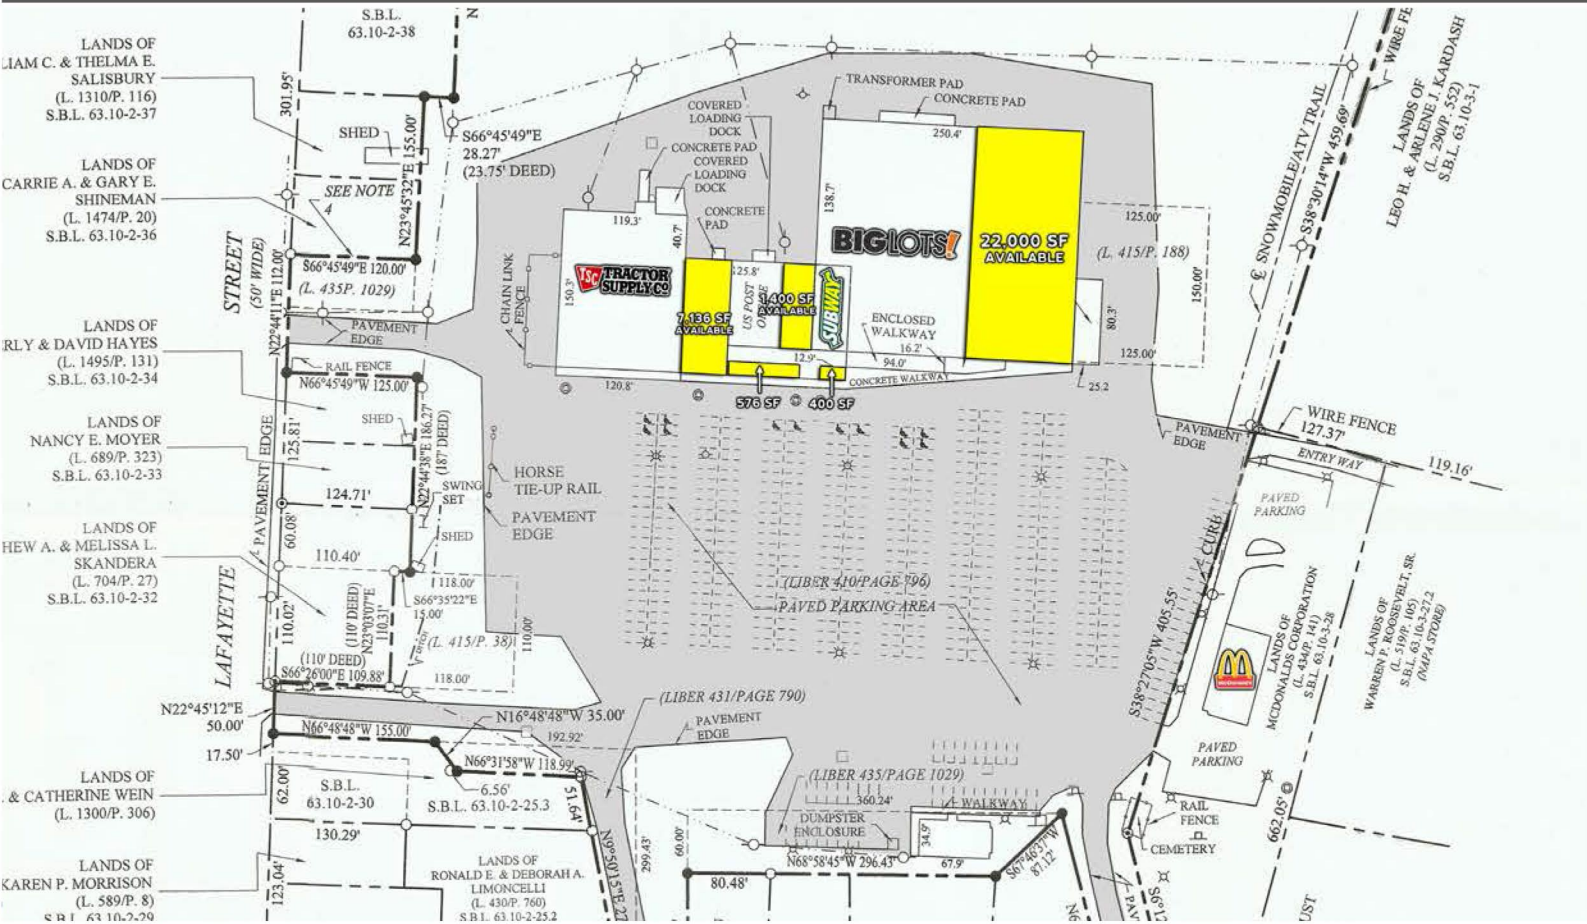 S.B.L.
63.10-2-38
N
LANDS OF
LIAM C. & THELMA E.
SALISBURY
(L. 1310/P. 116)
S.B.L. 63.10-2-37
301.95'
SHED
N23°45'32"E 155.00'
S66°45'49"E
28.27'
(23.75' DEED)
LANDS OF
CARRIE A. & GARY E.
SHINEMAN
(L. 1474/P. 20)
S.B.L. 63.10-2-36
SEE NOTE
4
STREET
(50' WIDE)
N22°44'11"E 112.00'
S66°45'49"E 120.00'
(L. 435P. 1029)
PAVEMENT
EDGE
CHAIN LINK
FENCE
LANDS OF
ERLY & DAVID HAYES
(L. 1495/P. 131)
S.B.L. 63.10-2-34
RAIL FENCE
N66°45'49"W 125.00'
125.81'
SHED
N22°44'38"E 186.27'
(187' DEED)
LANDS OF
NANCY E. MOYER
(L. 689/P. 323)
S.B.L. 63.10-2-33
PAVEMENT EDGE
124.71'
SWING
SET
60.08'
110.40'
SHED
LANDS OF
HEW A. & MELISSA L.
SKANDERA
(L. 704/P. 27)
S.B.L. 63.10-2-32
LAFAYETTE
110.02'
(110' DEED)
N23°03'07"E
110.31'
118.00'
S66°35'22"E
15.00'
(L. 415/P. 38)
110.00'
118.00'
(110' DEED)
S66°26'00"E 109.88'
HORSE
TIE-UP RAIL
PAVEMENT
EDGE
TRANSFORMER PAD
CONCRETE PAD
COVERED
LOADING
DOCK
CONCRETE PAD
COVERED
LOADING
DOCK
CONCRETE
PAD
250.4'
138.7'
119.3'
40.7'
150.3'
125.8'
TSC TRACTOR
SUPPLY CO
7,136 SF
AVAILABLE
US POST
OFFICE
1,400 SF
AVAILABLE
SUBWAY
BIG LOTS!
22,000 SF
AVAILABLE
ENCLOSED
WALKWAY
16.2'
12.9'
94.0'
CONCRETE WALKWAY
120.8'
576 SF
400 SF
25.2
80.3'
125.00'
(L. 415/P. 188)
150.00'
125.00'
℄ SNOWMOBILE/ATV TRAIL
S38°30'14"W 459.69'
WIRE FE
LANDS OF
LEO H. & ARLENE J. KARDASH
(L. 290/P. 552)
S.B.L. 63.10-3-1
PAVEMENT
EDGE
WIRE FENCE
127.37'
119.16'
ENTRY WAY
PAVED
PARKING
CURB
(LIBER 410/PAGE 796)
PAVED PARKING AREA
S38°27'05"W 405.55'
LANDS OF
MCDONALDS CORPORATION
(L. 434/P. 141)
S.B.L. 63.10-3-28
LANDS OF
WARREN P. ROOSEVELT, SR.
(L. 519/P. 165)
S.B.L. 63.10-3-27.2
(NAPA STORE)
PAVED
PARKING
662.05'
RAIL
FENCE
CEMETERY
N22°45'12"E
50.00'
17.50'
N66°48'48"W 155.00'
N16°48'48"W 35.00'
192.92'
N66°31'58"W 118.99'
6.56'
51.64'
(LIBER 431/PAGE 790)
PAVEMENT
EDGE
(LIBER 435/PAGE 1029)
360.24'
WALKWAY
DUMPSTER
ENCLOSURE
34.9'
67.9'
N68°58'45"W 296.43'
S67°46'37"W
87.12'
60.00'
299.43'
80.48'
LANDS OF
& CATHERINE WEIN
(L. 1300/P. 306)
62.00'
S.B.L.
63.10-2-30
S.B.L. 63.10-2-25.3
130.29'
LANDS OF
KAREN P. MORRISON
(L. 589/P. 8)
S.B.L. 63.10-2-29
123.04'
LANDS OF
RONALD E. & DEBORAH A.
LIMONCELLI
(L. 430/P. 760)
S.B.L. 63.10-2-25.2
N9°50'15"E 27
N6
PAV
S6°12
UST